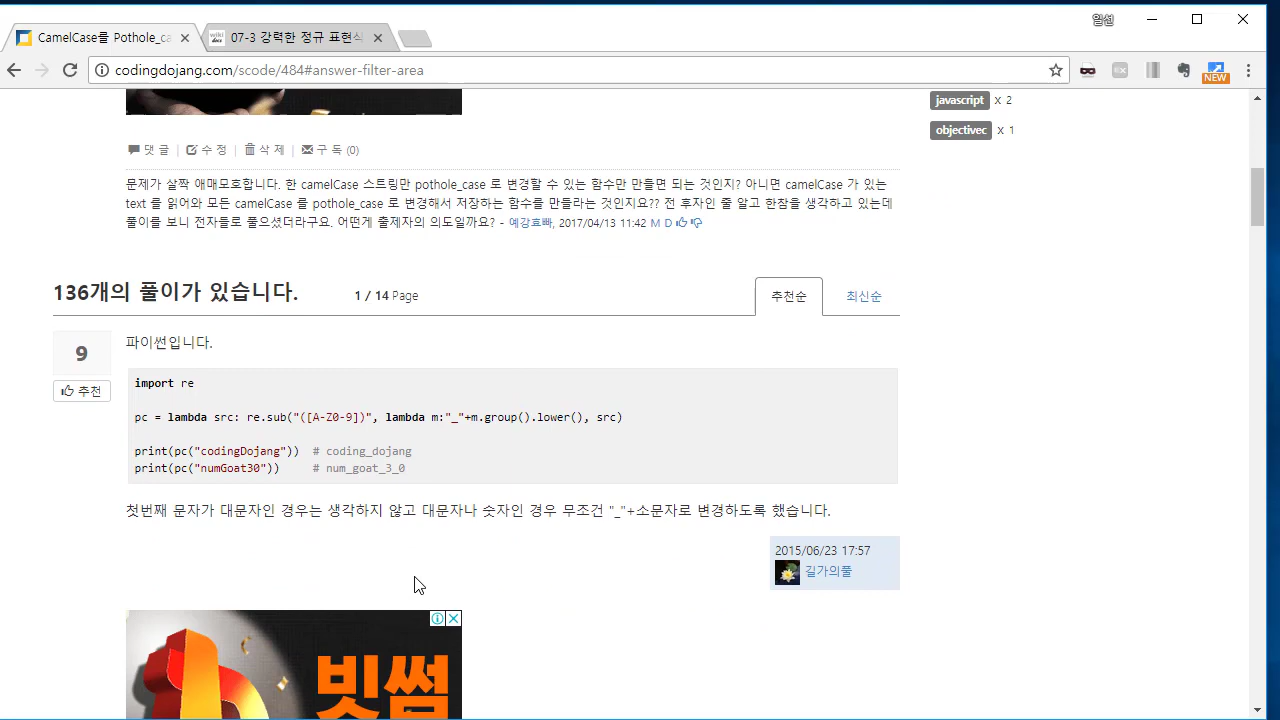 일선
CamelCase를 Pothole_ca
wiki docs
07-3 강력한 정규 표현식
codingdojang.com/scode/484#answer-filter-area
NEW
javascript x 2
objectivec x 1
댓글 | 수정 | 삭제 | 구독 (0)
문제가 살짝 애매모호합니다. 한 camelCase 스트링만 pothole_case 로 변경할 수 있는 함수만 만들면 되는 것인지? 아니면 camelCase 가 있는
text 를 읽어와 모든 camelCase 를 pothole_case 로 변경해서 저장하는 함수를 만들라는 것인지요?? 전 후자인 줄 알고 한참을 생각하고 있는데
풀이를 보니 전자들로 풀으셨더라구요. 어떤게 출제자의 의도일까요? - 예강효빠, 2017/04/13 11:42 M D
136개의 풀이가 있습니다. 1 / 14 Page
추천순 최신순
9
추천
파이썬입니다.
import re
pc = lambda src: re.sub("([A-Z0-9])", lambda m:"_"+m.group().lower(), src)
print(pc("codingDojang")) # coding_dojang
print(pc("numGoat30")) # num_goat_3_0
첫번째 문자가 대문자인 경우는 생각하지 않고 대문자나 숫자인 경우 무조건 "_"+소문자로 변경하도록 했습니다.
2015/06/23 17:57
길가의풀
빗썸